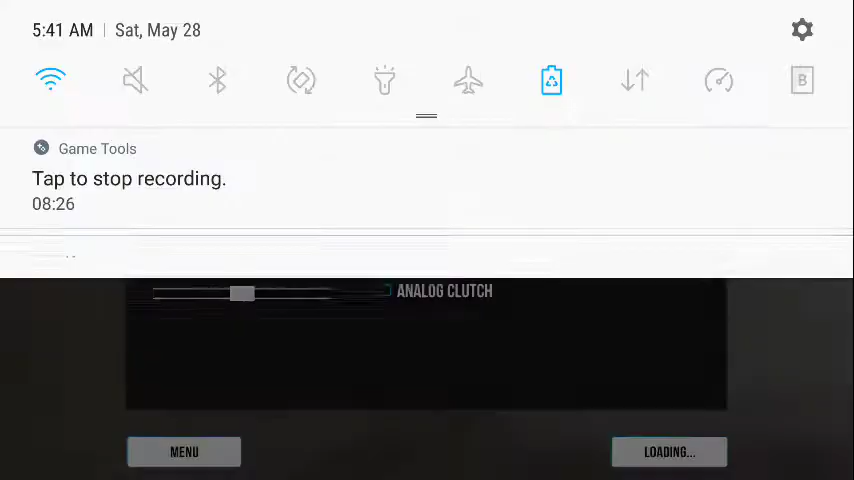 5:41 AM | Sat, May 28
B
Game Tools
Tap to stop recording.
08:26
ANALOG CLUTCH
MENU
LOADING...